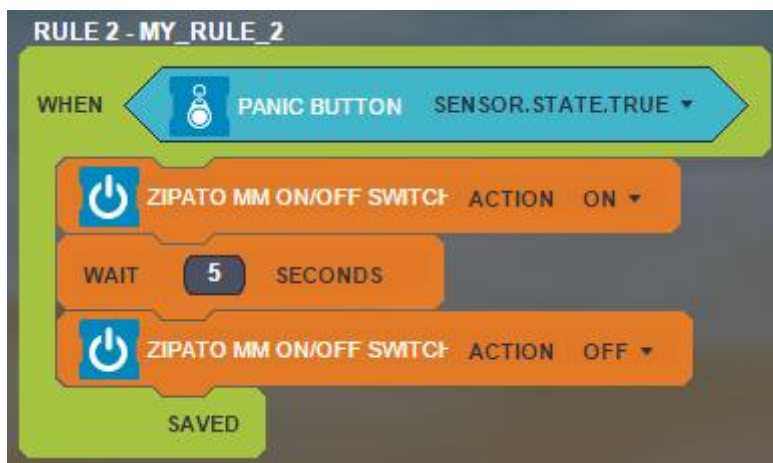 RULE 2 - MY_RULE_2
WHEN PANIC BUTTON SENSOR.STATE.TRUE
ZIPATO MM ON/OFF SWITCH ACTION ON
WAIT 5 SECONDS
ZIPATO MM ON/OFF SWITCH ACTION OFF
SAVED